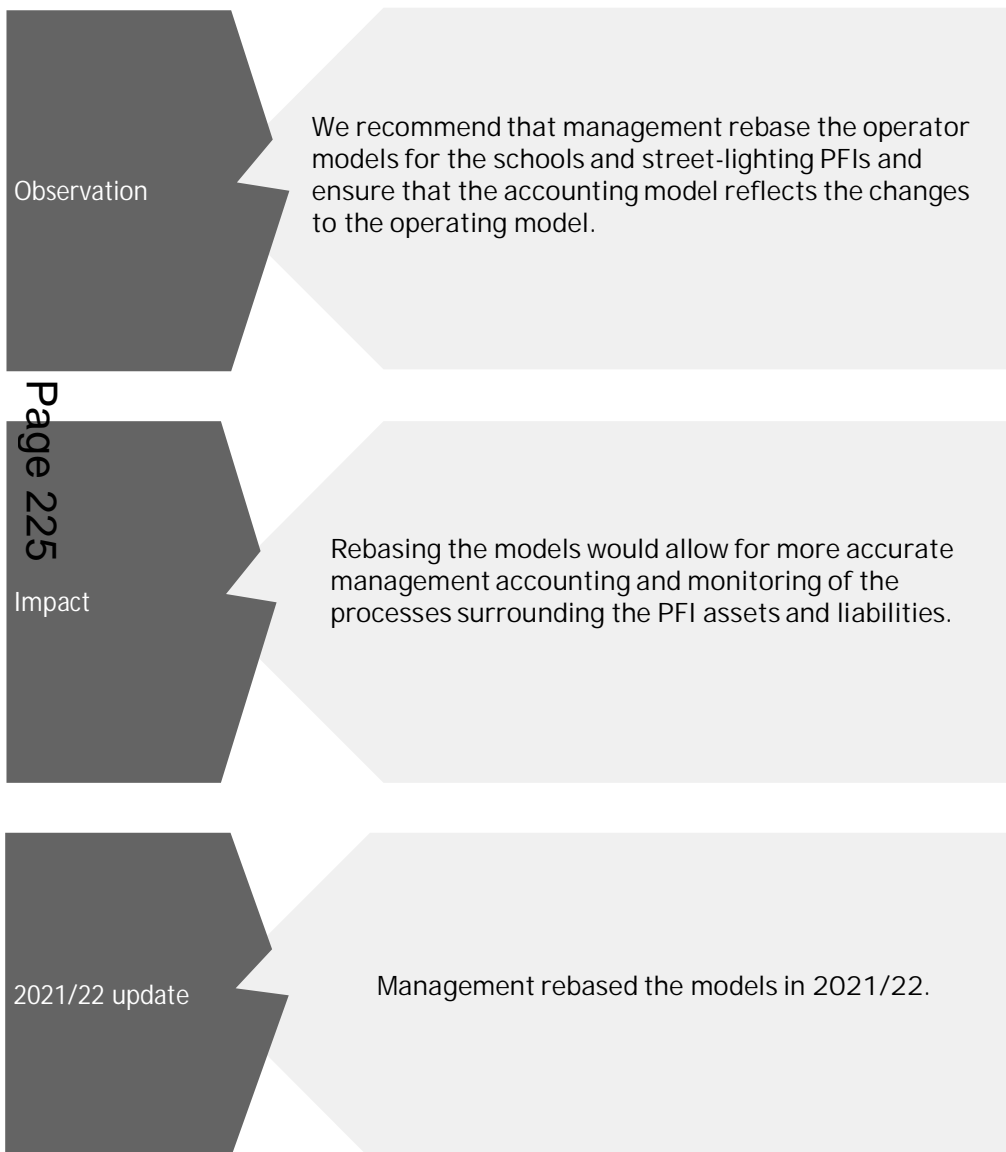 Observation
We recommend that management rebase the operator
models for the schools and street-lighting PFIs and
ensure that the accounting model reflects the changes
to the operating model.
Page 225
Impact
Rebasing the models would allow for more accurate
management accounting and monitoring of the
processes surrounding the PFI assets and liabilities.
2021/22 update
Management rebased the models in 2021/22.